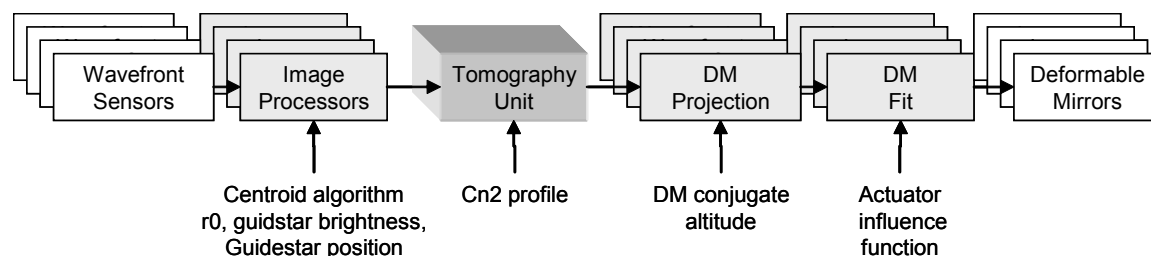 Wavefront
Sensors
Image
Processors
Tomography
Unit
DM
Projection
DM
Fit
Deformable
Mirrors
Centroid algorithm
r0, guidstar brightness,
Guidestar position
Cn2 profile
DM conjugate
altitude
Actuator
influence
function